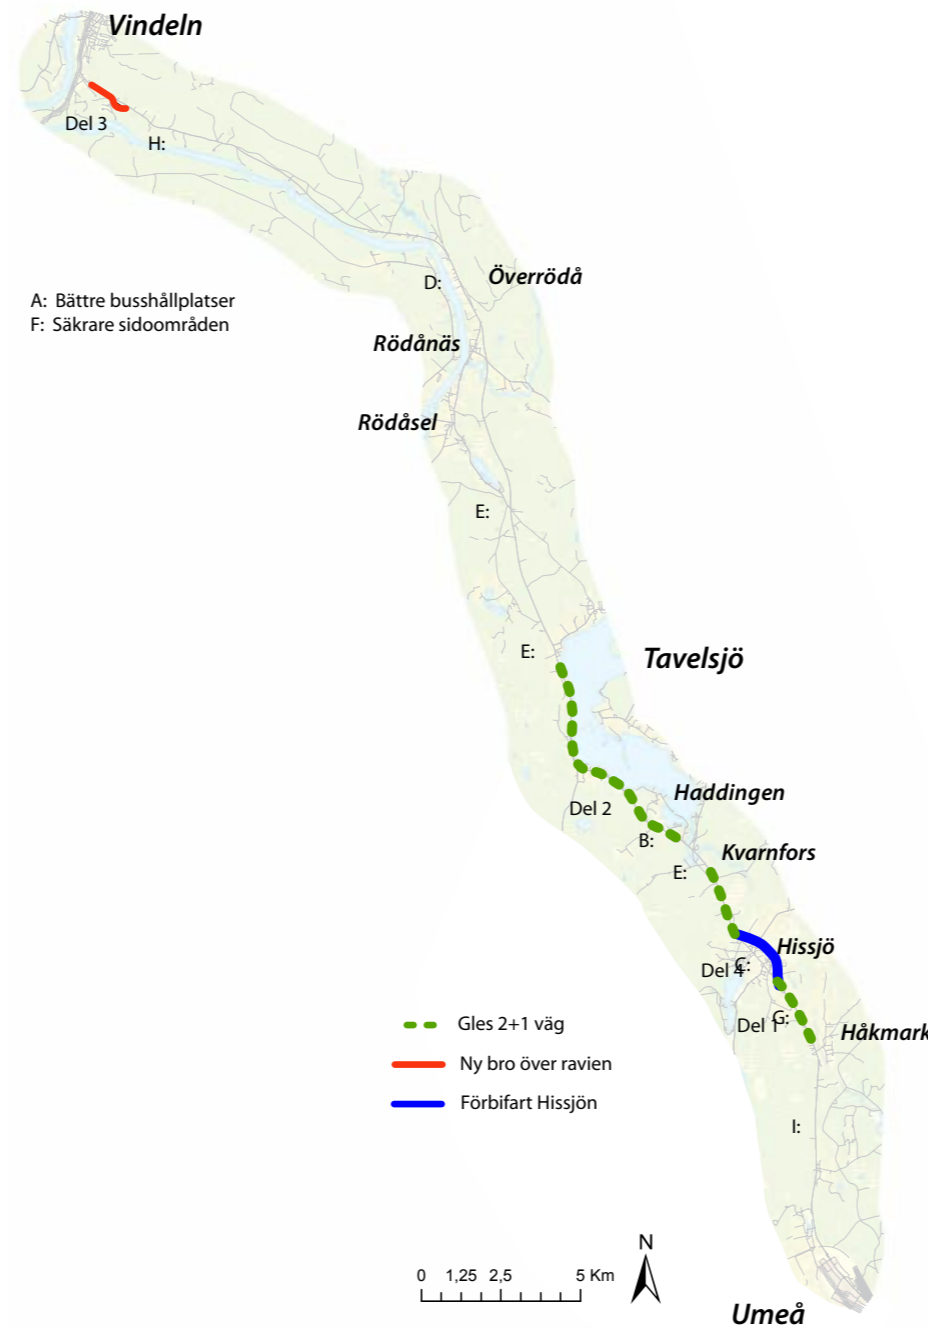 Vindeln
Del 3
H:
Överrödå
D:
A: Bättre busshållplatser
F: Säkrare sidoområden
Rödånäs
Rödåsel
E:
E:
Tavelsjö
Haddingen
Del 2
B:
Kvarnfors
E:
Hissjö
C:
Del 4
G:
Del 1
Håkmark
Gles 2+1 väg
Ny bro över ravien
Förbifart Hissjön
I:
N
0 1,25 2,5 5 Km
Umeå